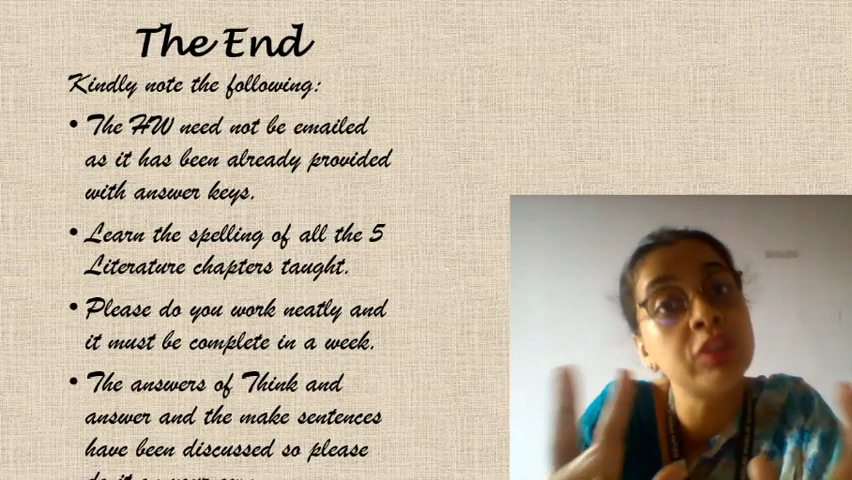 The End
Kindly note the following:
• The HW need not be emailed
as it has been already provided
with answer keys.
• Learn the spelling of all the 5
Literature chapters taught.
• Please do you work neatly and
it must be complete in a week.
• The answers of Think and
answer and the make sentences
have been discussed so please